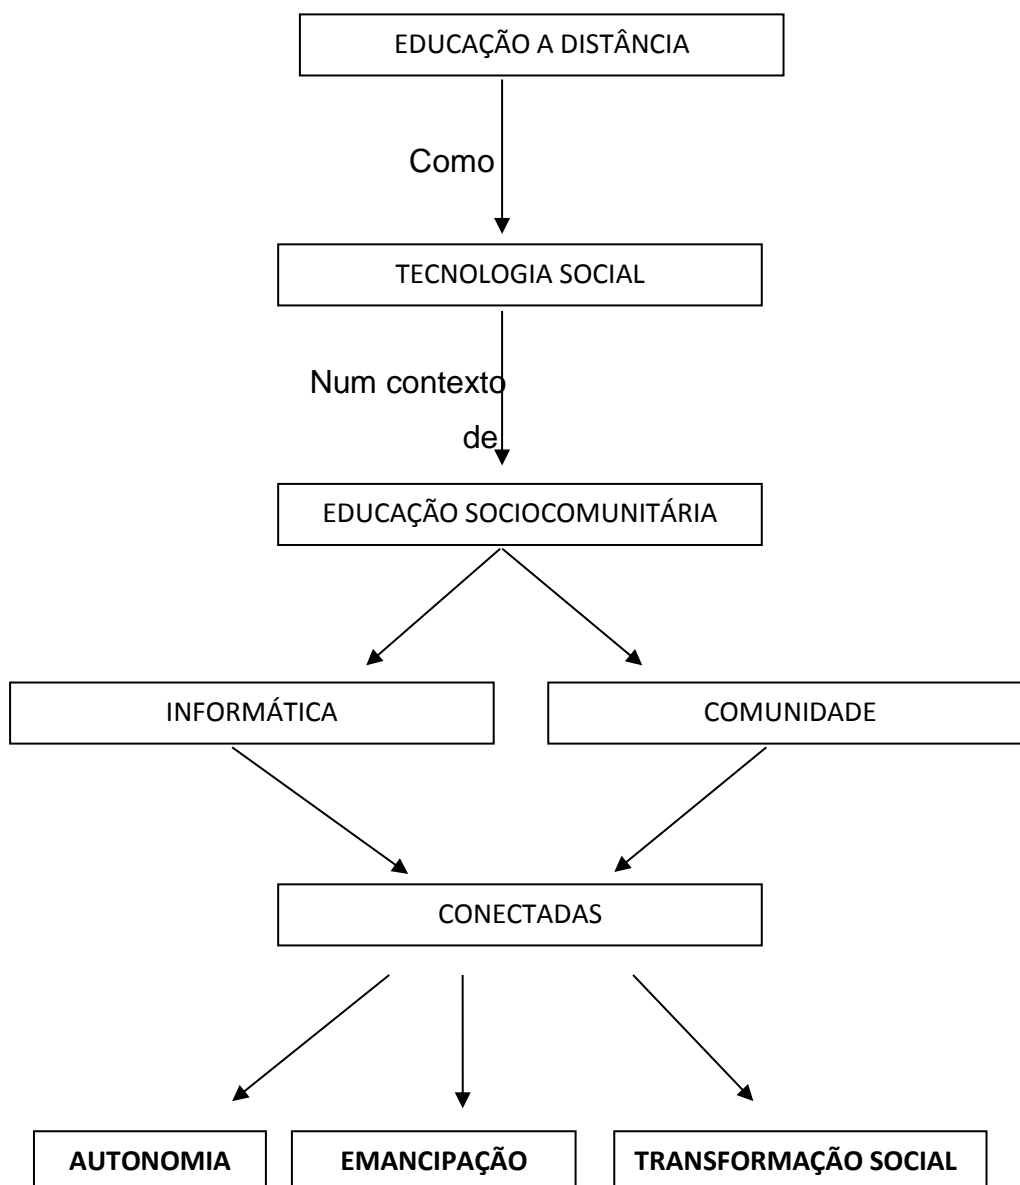 EDUCAÇÃO A DISTÂNCIA
Como
TECNOLOGIA SOCIAL
Num contexto
de
EDUCAÇÃO SOCIOCOMUNITÁRIA
INFORMÁTICA
COMUNIDADE
CONECTADAS
AUTONOMIA
EMANCIPAÇÃO
TRANSFORMAÇÃO SOCIAL